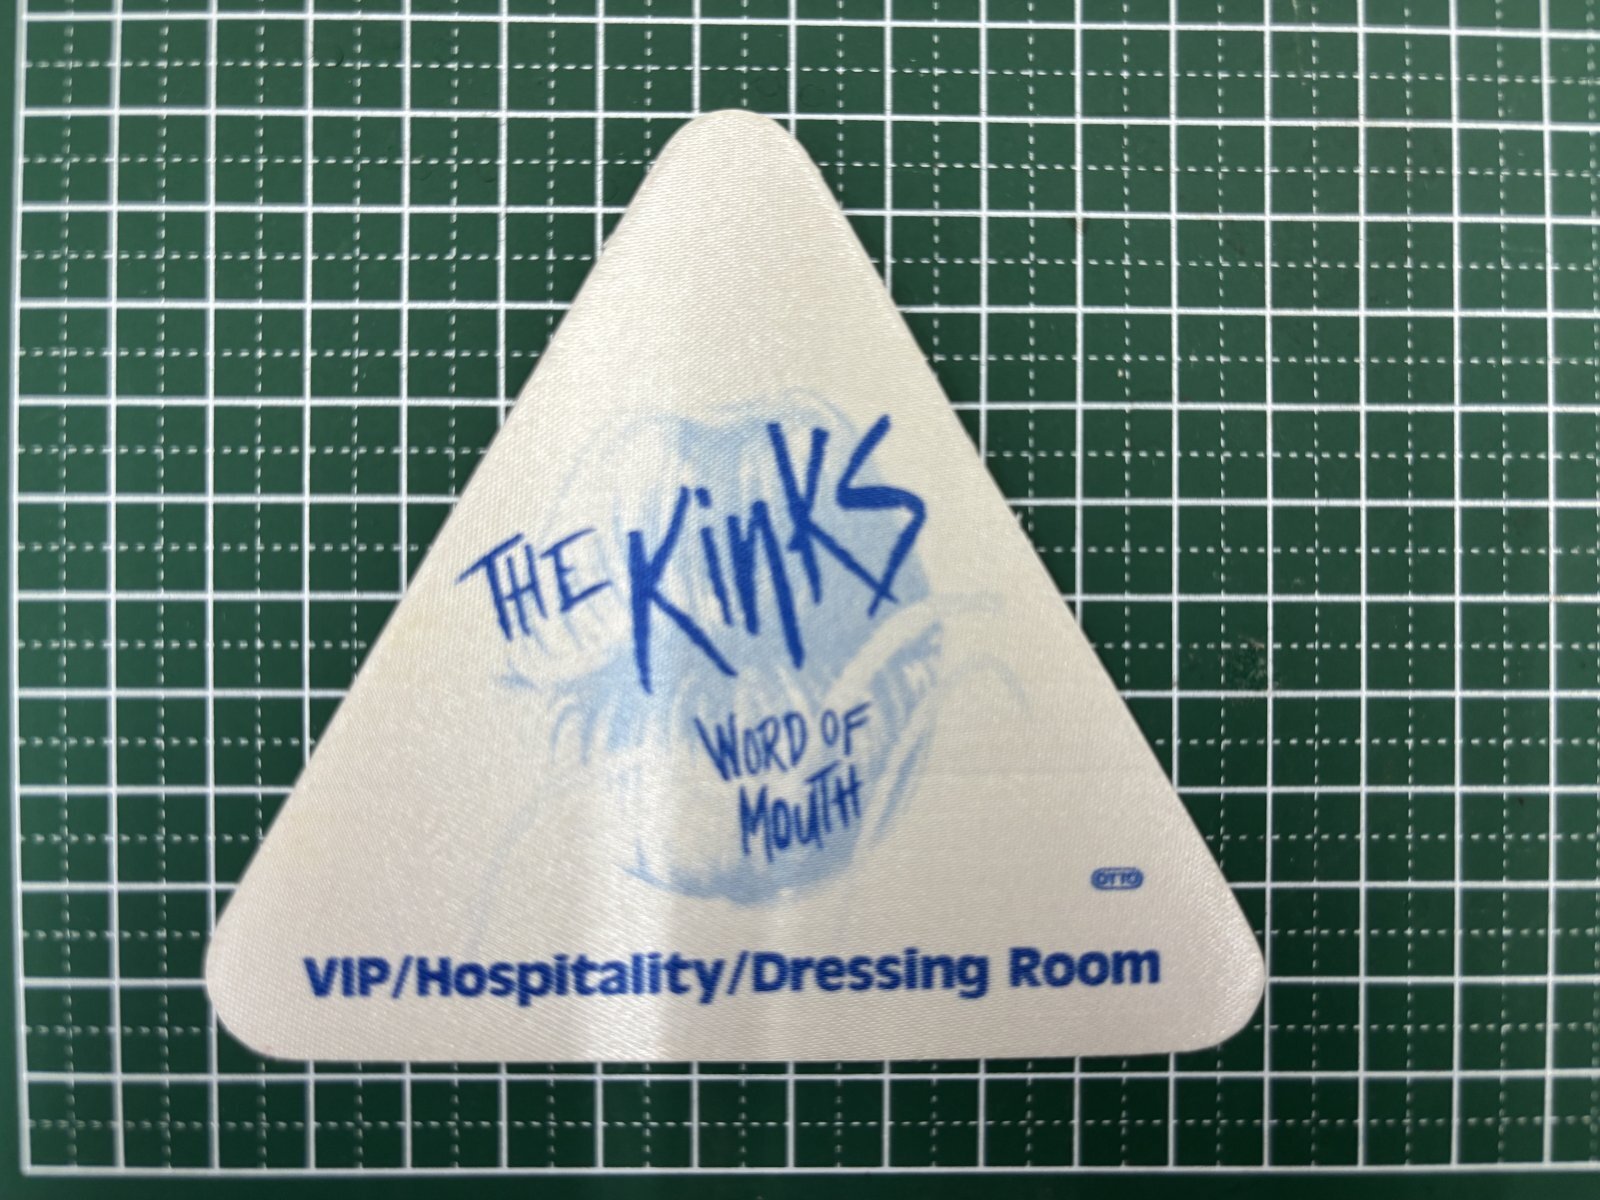 THE KiNKS
WORD OF
MOUTH
OTTO
VIP/Hospitality/Dressing Room